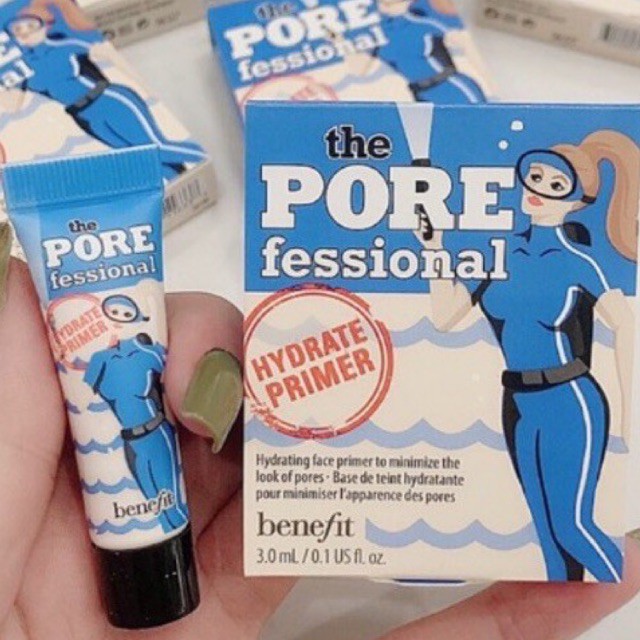 the
PORE
fessional
the
PORE
fessional
HYDRATE
PRIMER
Hydrating face primer to minimize the
look of pores · Base de teint hydratante
pour minimiser l'apparence des pores
benefit
3.0 mL / 0.1 US fl. oz.
the
PORE
fessional
HYDRATE
PRIMER
benefit